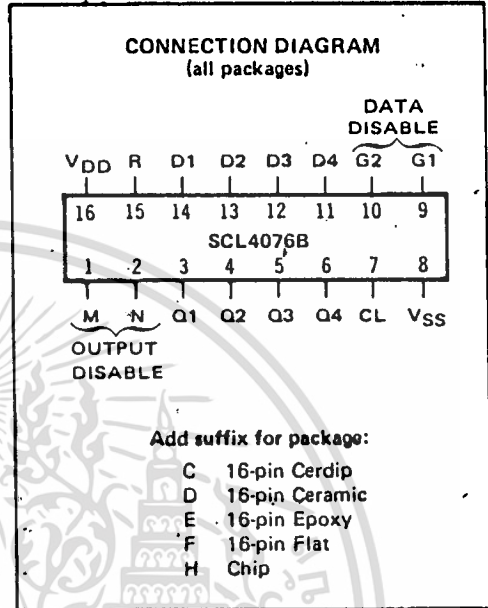 CONNECTION DIAGRAM
(all packages)
DATA
DISABLE
VDD R D1 D2 D3 D4 G2 G1
16 15 14 13 12 11 10 9
SCL4076B
1 2 3 4 5 6 7 8
M N Q1 Q2 Q3 Q4 CL VSS
OUTPUT
DISABLE
Add suffix for package:
C 16-pin Cerdip
D 16-pin Ceramic
E 16-pin Epoxy
F 16-pin Flat
H Chip